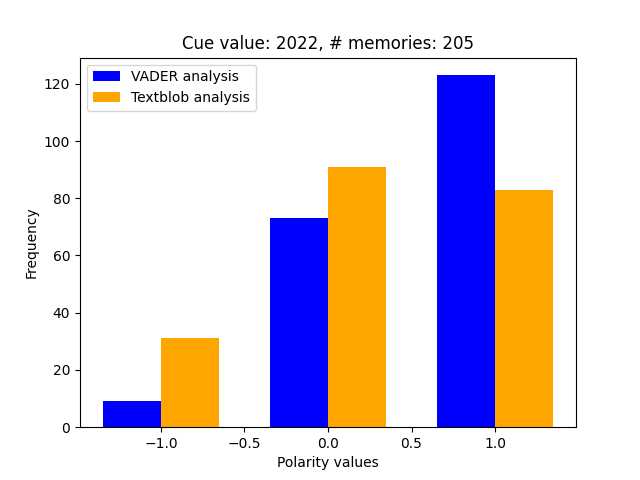 Cue value: 2022, # memories: 205
VADER analysis
Textblob analysis
Frequency
120
100
80
60
40
20
0
−1.0 −0.5 0.0 0.5 1.0
Polarity values